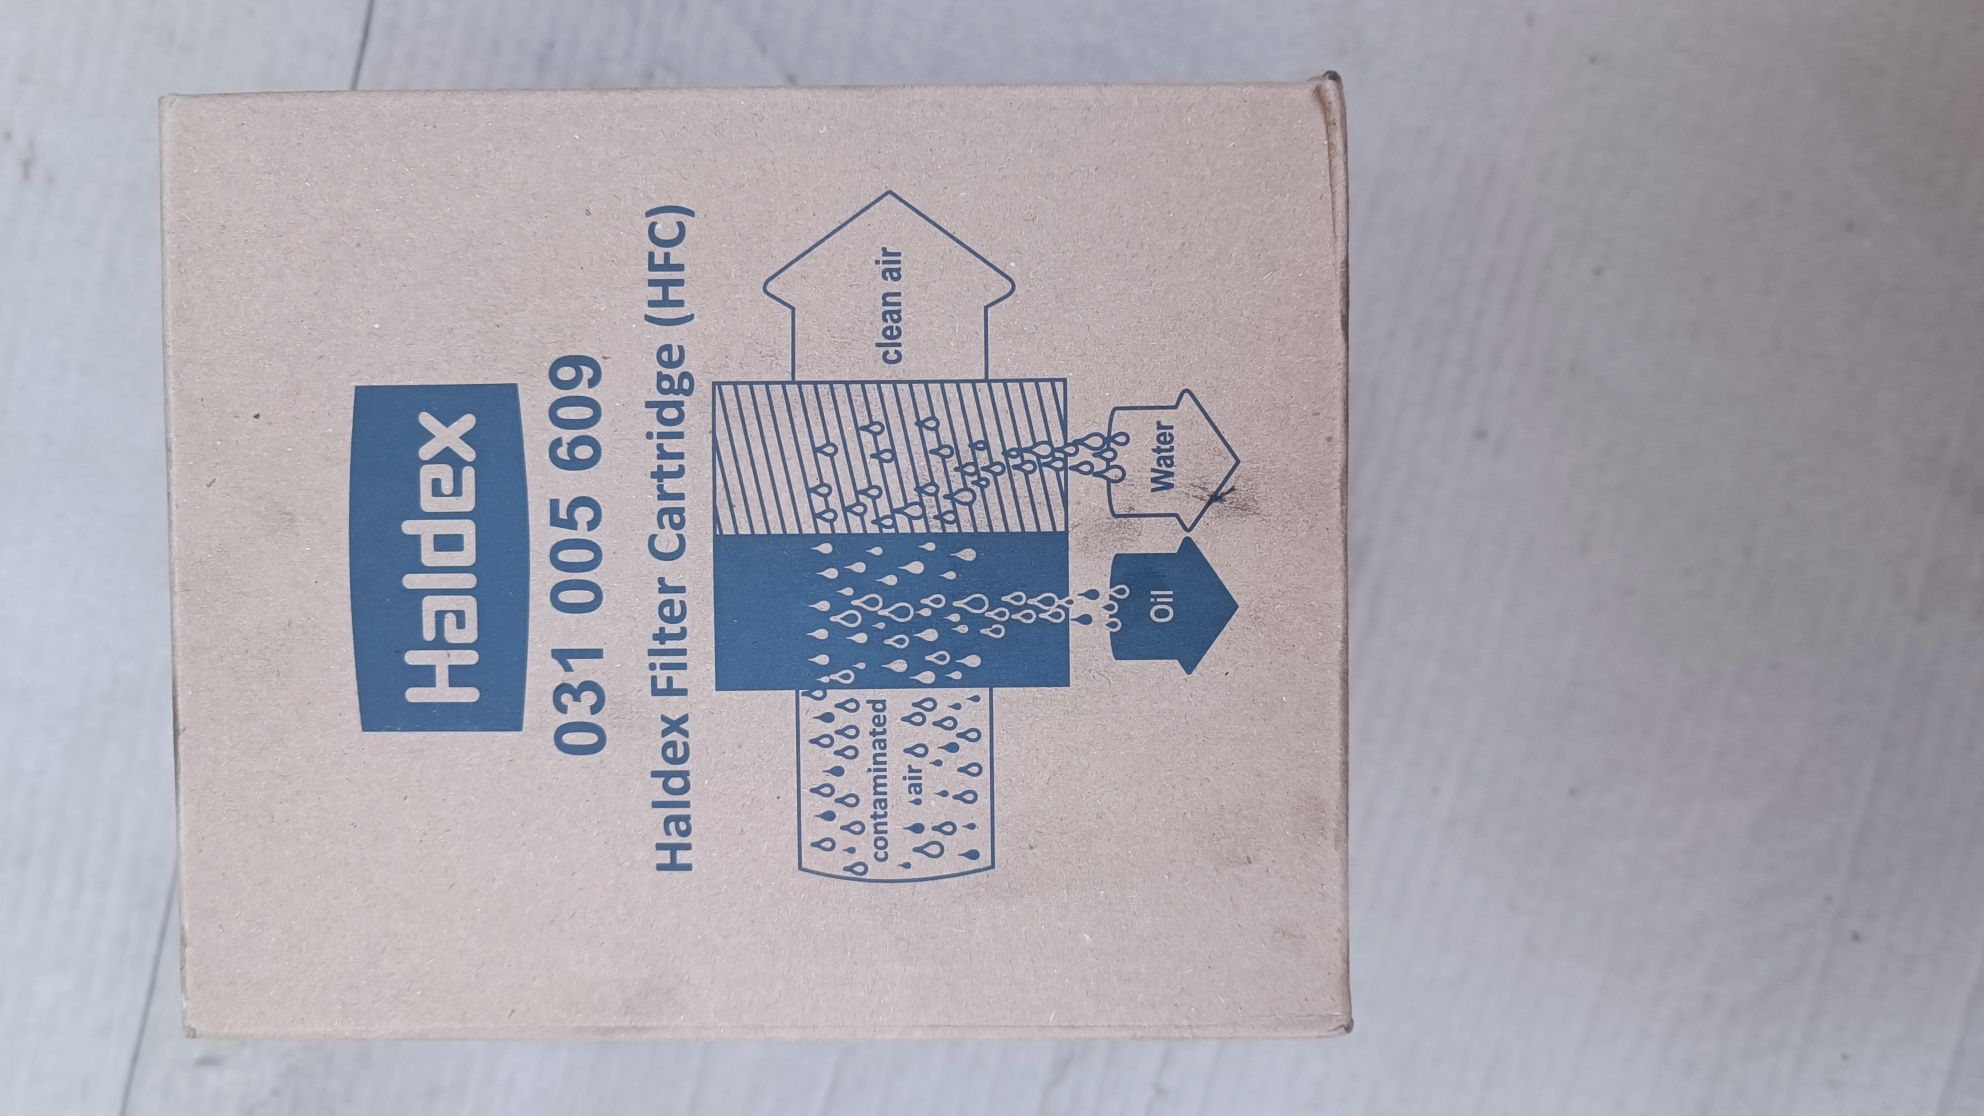 Haldex
031 005 609
Haldex Filter Cartridge (HFC)
contaminated
air
clean air
Oil
Water